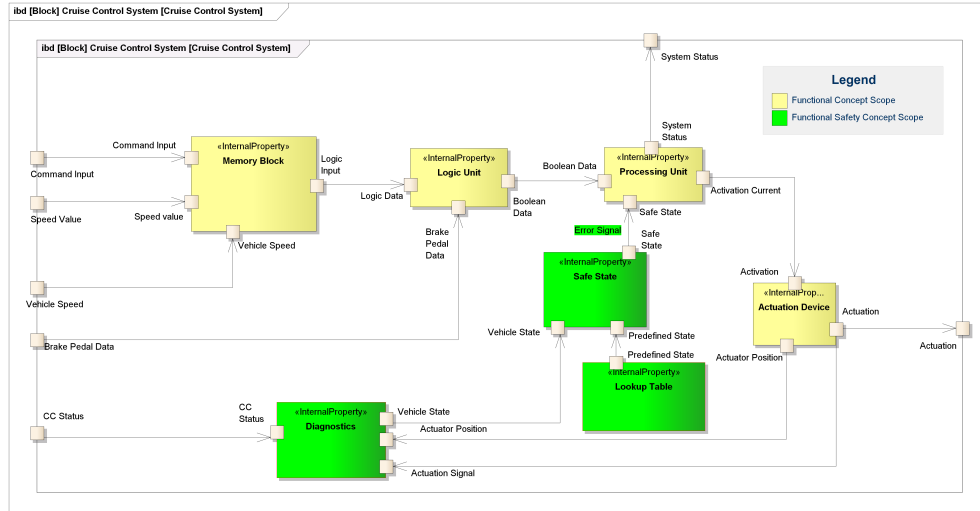 ibd [Block] Cruise Control System [Cruise Control System]
ibd [Block] Cruise Control System [Cruise Control System]
System Status
Legend
Functional Concept Scope
Functional Safety Concept Scope
System
Status
Command Input
Command Input
«InternalProperty»
Memory Block
Logic
Input
«InternalProperty»
Logic Unit
Boolean Data
«InternalProperty»
Processing Unit
Activation Current
Speed Value
Speed value
Logic Data
Boolean
Data
Safe State
Vehicle Speed
Brake
Pedal
Data
Error Signal
Safe
State
Vehicle Speed
«InternalProperty»
Safe State
Activation
«InternalProp...
Actuation Device
Actuation
Actuation
Vehicle State
Predefined State
Brake Pedal Data
Predefined State
Actuator Position
«InternalProperty»
Lookup Table
CC Status
CC
Status
«InternalProperty»
Diagnostics
Vehicle State
Actuator Position
Actuation Signal